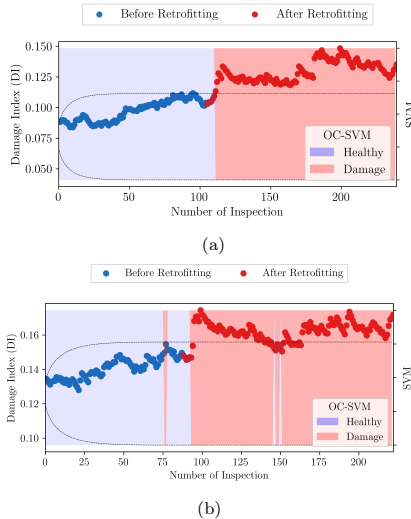 Before Retrofitting After Retrofitting
0.150
0.125
0.100
0.075
0.050
Damage Index (DI)
SVM
OC-SVM
Healthy
Damage
0 50 100 150 200
Number of Inspection
(a)
Before Retrofitting After Retrofitting
0.16
0.14
0.12
0.10
Damage Index (DI)
SVM
OC-SVM
Healthy
Damage
0 25 50 75 100 125 150 175 200
Number of Inspection
(b)